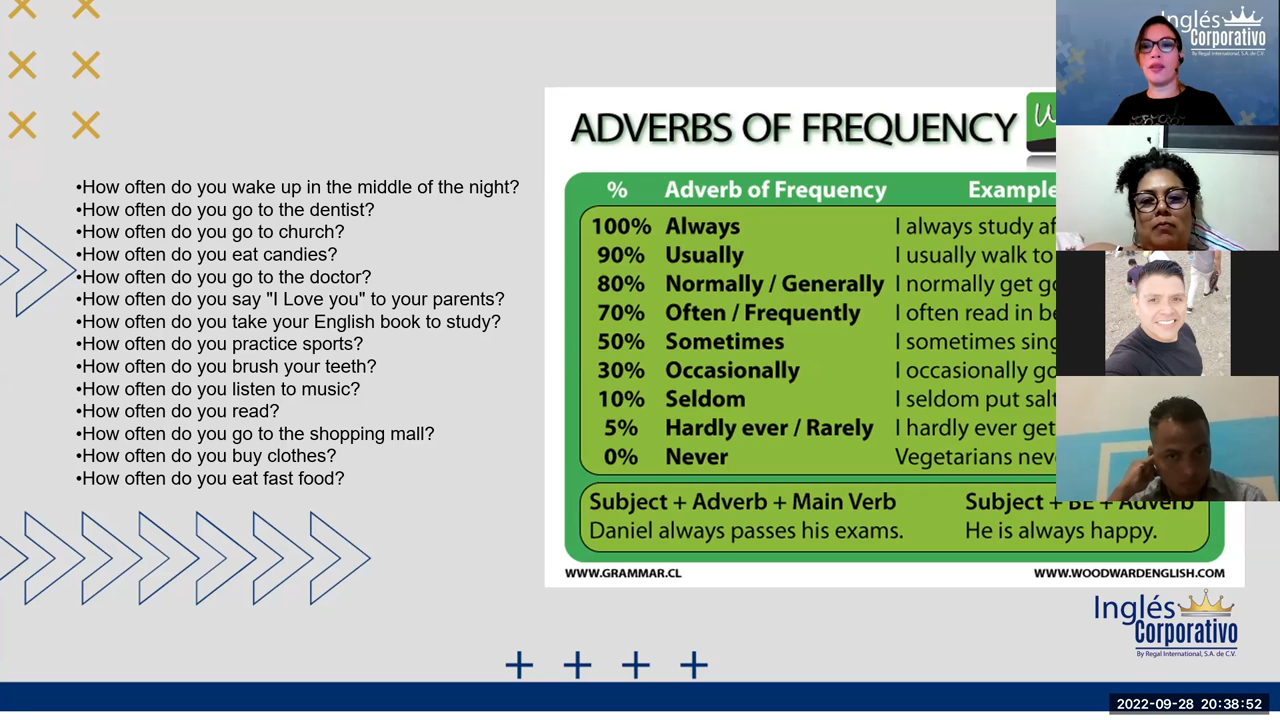 •How often do you wake up in the middle of the night?
•How often do you go to the dentist?
•How often do you go to church?
•How often do you eat candies?
•How often do you go to the doctor?
•How often do you say "I Love you" to your parents?
•How often do you take your English book to study?
•How often do you practice sports?
•How often do you brush your teeth?
•How often do you listen to music?
•How often do you read?
•How often do you go to the shopping mall?
•How often do you buy clothes?
•How often do you eat fast food?
ADVERBS OF FREQUENCY
% Adverb of Frequency Example
100% Always I always study
90% Usually I usually walk to
80% Normally / Generally I normally get
70% Often / Frequently I often read in
50% Sometimes I sometimes
30% Occasionally I occasionally
10% Seldom I seldom put
5% Hardly ever / Rarely I hardly ever get
0% Never Vegetarians
Subject + Adverb + Main Verb Subject + BE + Adverb
Daniel always passes his exams. He is always happy.
WWW.GRAMMAR.CL WWW.WOODWARDENGLISH.COM
Inglés
Corporativo
By Regal International, S.A. de C.V.
Inglés
Corporativo
By Regal International, S.A. de C.V.
2022-09-28 20:38:52